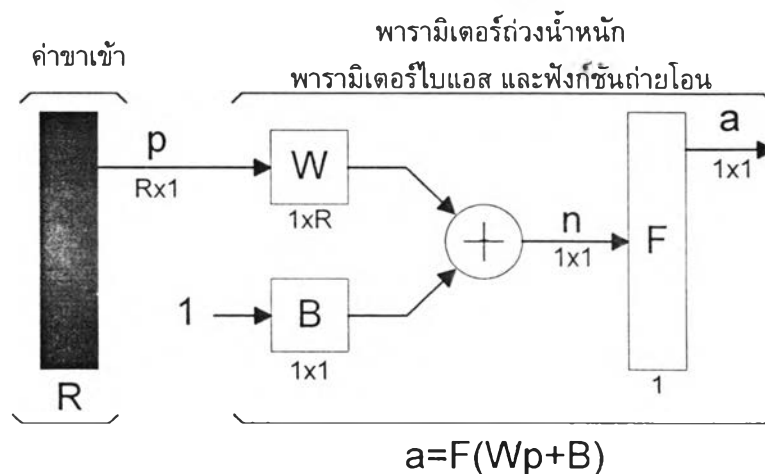 ค่าขาเข้า
พารามิเตอร์ถ่วงน้ำหนัก
พารามิเตอร์ไบแอส และฟังก์ชันถ่ายโอน
p
Rx1
W
1xR
1
B
1x1
n
1x1
F
1
a
1x1
R
a=F(Wp+B)